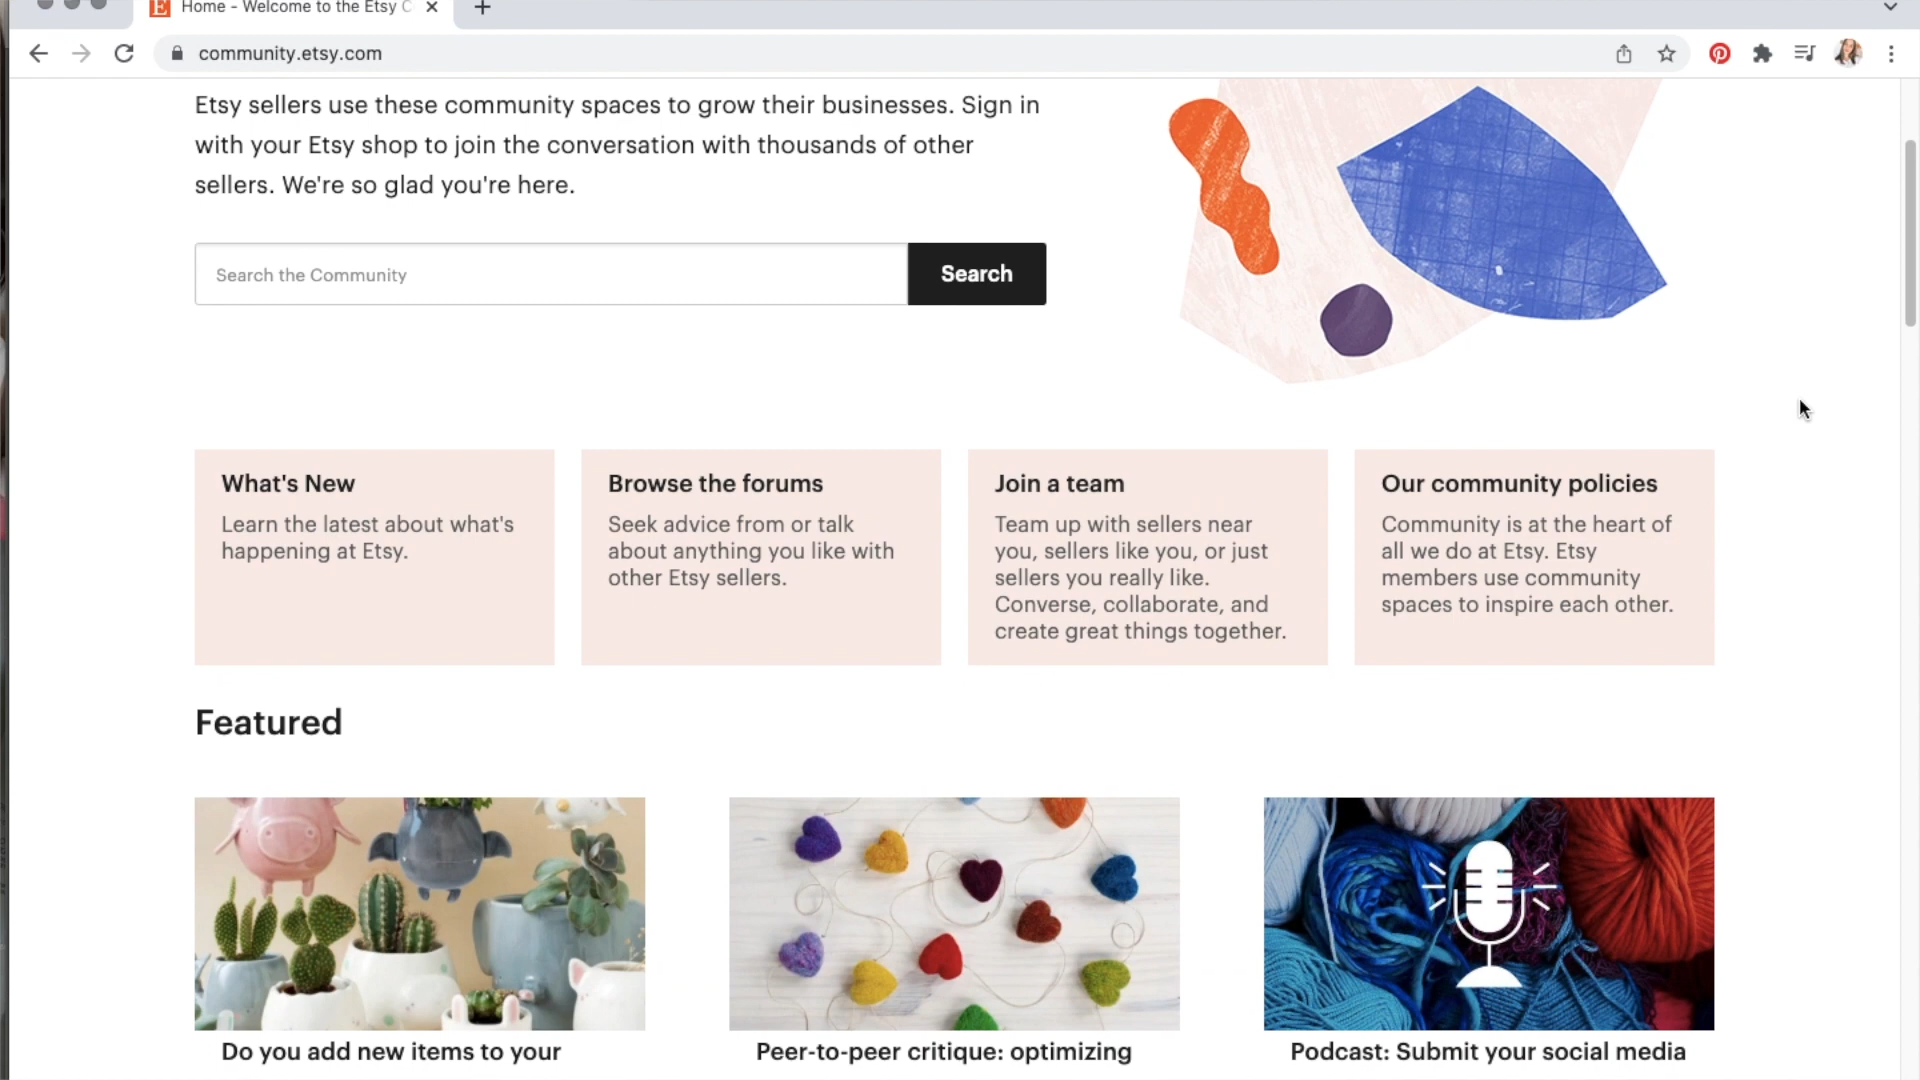 Home - Welcome to the Etsy C
community.etsy.com
Etsy sellers use these community spaces to grow their businesses. Sign in
with your Etsy shop to join the conversation with thousands of other
sellers. We're so glad you're here.
Search the Community
Search
What's New
Learn the latest about what's
happening at Etsy.
Browse the forums
Seek advice from or talk
about anything you like with
other Etsy sellers.
Join a team
Team up with sellers near
you, sellers like you, or just
sellers you really like.
Converse, collaborate, and
create great things together.
Our community policies
Community is at the heart of
all we do at Etsy. Etsy
members use community
spaces to inspire each other.
Featured
Do you add new items to your
Peer-to-peer critique: optimizing
Podcast: Submit your social media